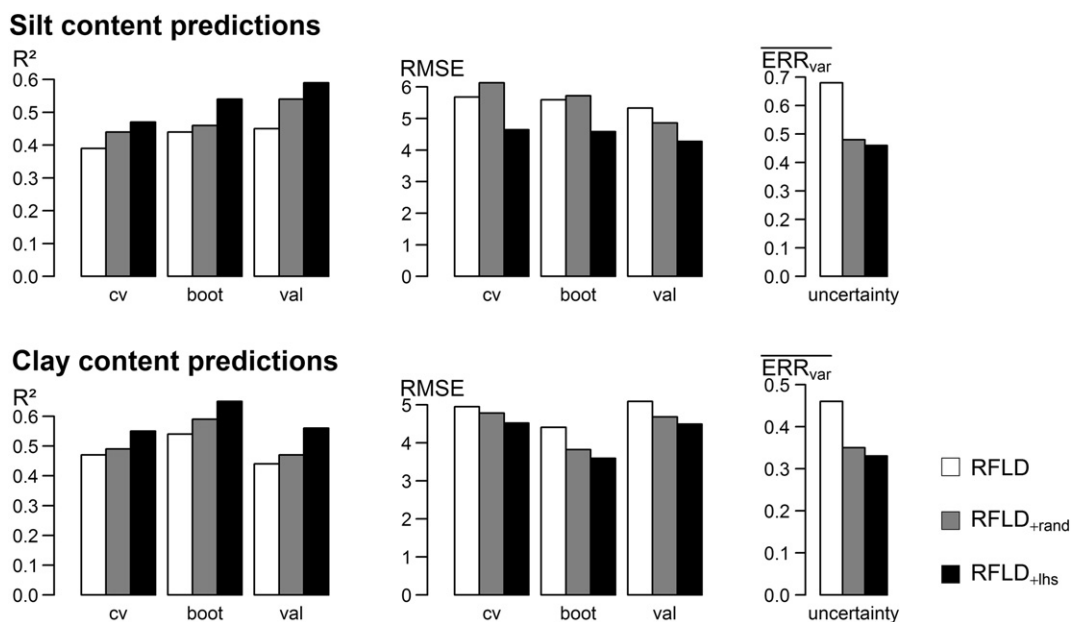 Silt content predictions
R²
0.6
0.5
0.4
0.3
0.2
0.1
0.0
cv boot val
RMSE
6
5
4
3
2
1
0
cv boot val
ERRvar
0.7
0.6
0.5
0.4
0.3
0.2
0.1
0.0
uncertainty
Clay content predictions
R²
0.6
0.5
0.4
0.3
0.2
0.1
0.0
cv boot val
RMSE
5
4
3
2
1
0
cv boot val
ERRvar
0.5
0.4
0.3
0.2
0.1
0.0
uncertainty
RFLD
RFLD+rand
RFLD+lhs